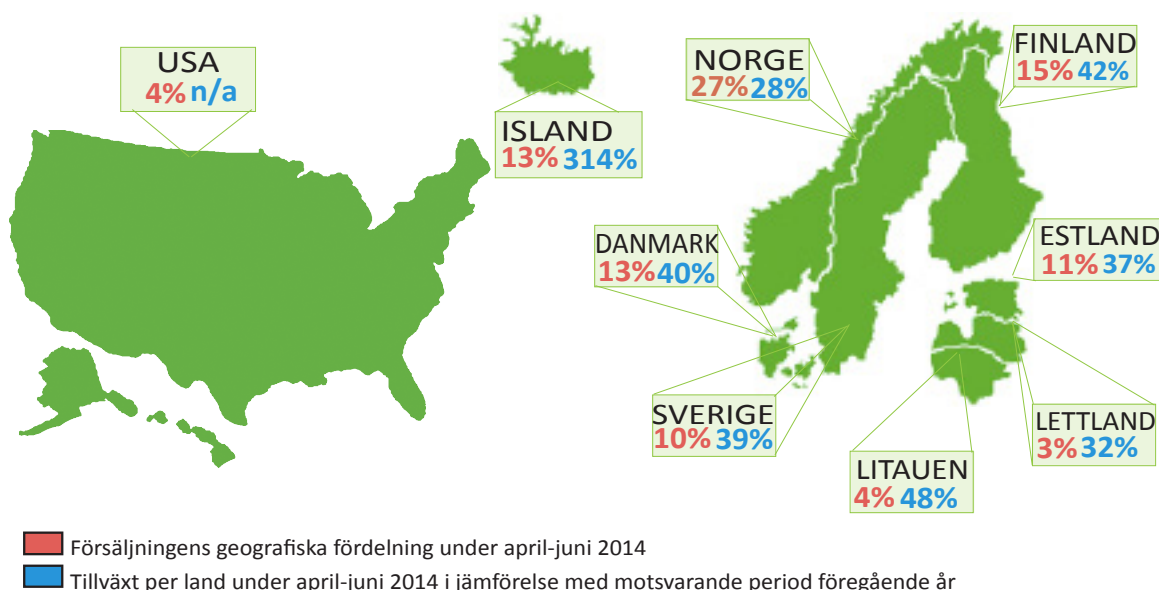 USA
4% n/a
ISLAND
13% 314%
NORGE
27% 28%
FINLAND
15% 42%
DANMARK
13% 40%
ESTLAND
11% 37%
SVERIGE
10% 39%
LETTLAND
3% 32%
LITAUEN
4% 48%
Försäljningens geografiska fördelning under april-juni 2014
Tillväxt per land under april-juni 2014 i jämförelse med motsvarande period föregående år